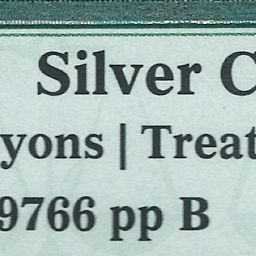 Silver C
yons | Treat
9766 pp B